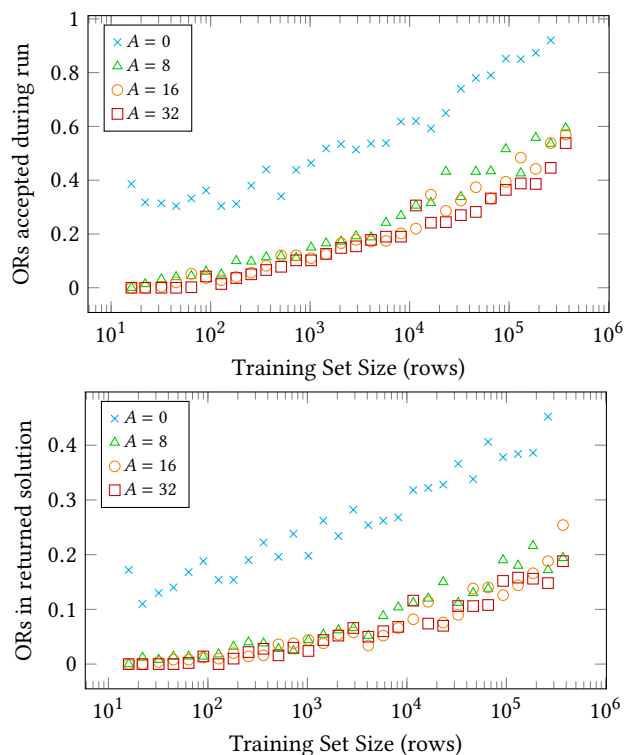 ORs accepted during run
1
0.8
0.6
0.4
0.2
0
A = 0
A = 8
A = 16
A = 32
10^1 10^2 10^3 10^4 10^5 10^6
Training Set Size (rows)
ORs in returned solution
0.4
0.3
0.2
0.1
0
A = 0
A = 8
A = 16
A = 32
10^1 10^2 10^3 10^4 10^5 10^6
Training Set Size (rows)